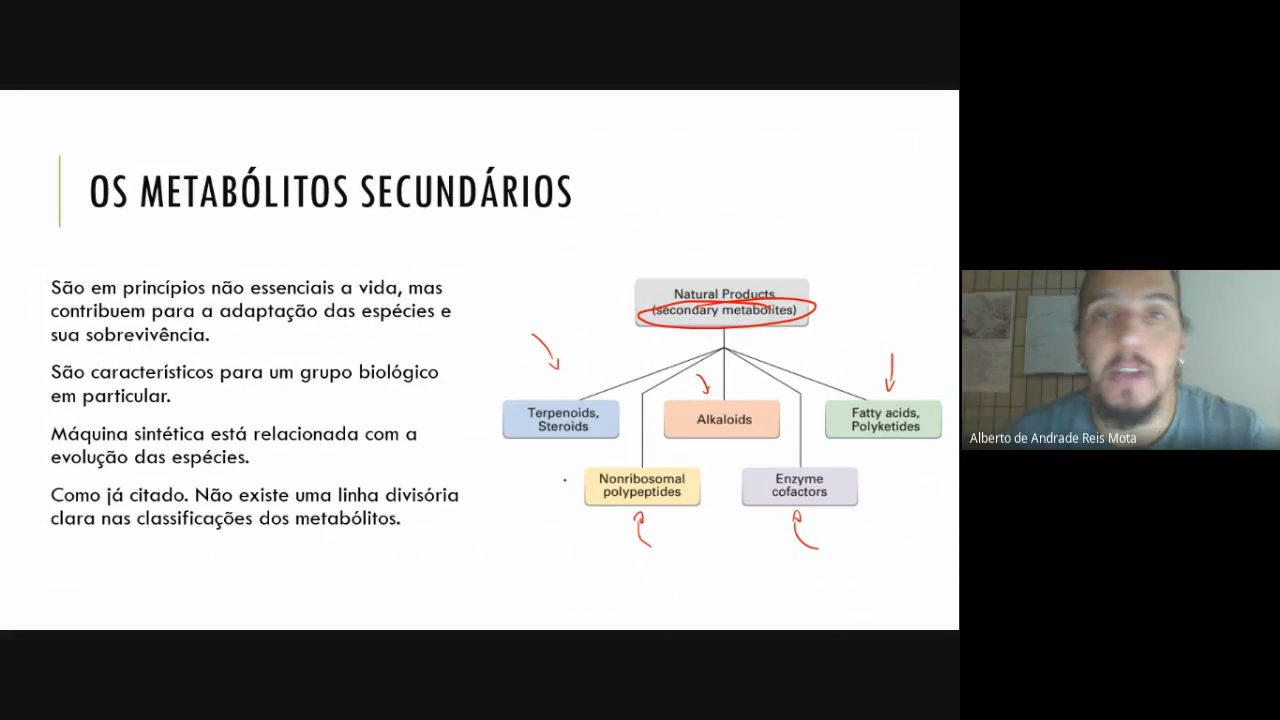 OS METABÓLITOS SECUNDÁRIOS
São em princípios não essenciais a vida, mas
contribuem para a adaptação das espécies e
sua sobrevivência.
São característicos para um grupo biológico
em particular.
Máquina sintética está relacionada com a
evolução das espécies.
Como já citado. Não existe uma linha divisória
clara nas classificações dos metabólitos.
Natural Products
(secondary metabolites)
Terpenoids,
Steroids
Alkaloids
Fatty acids,
Polyketides
Nonribosomal
polypeptides
Enzyme
cofactors
Alberto de Andrade Reis Mota